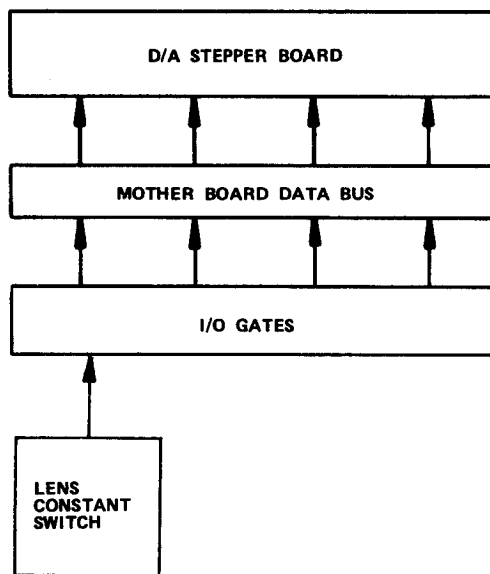 D/A STEPPER BOARD
MOTHER BOARD DATA BUS
I/O GATES
LENS
CONSTANT
SWITCH